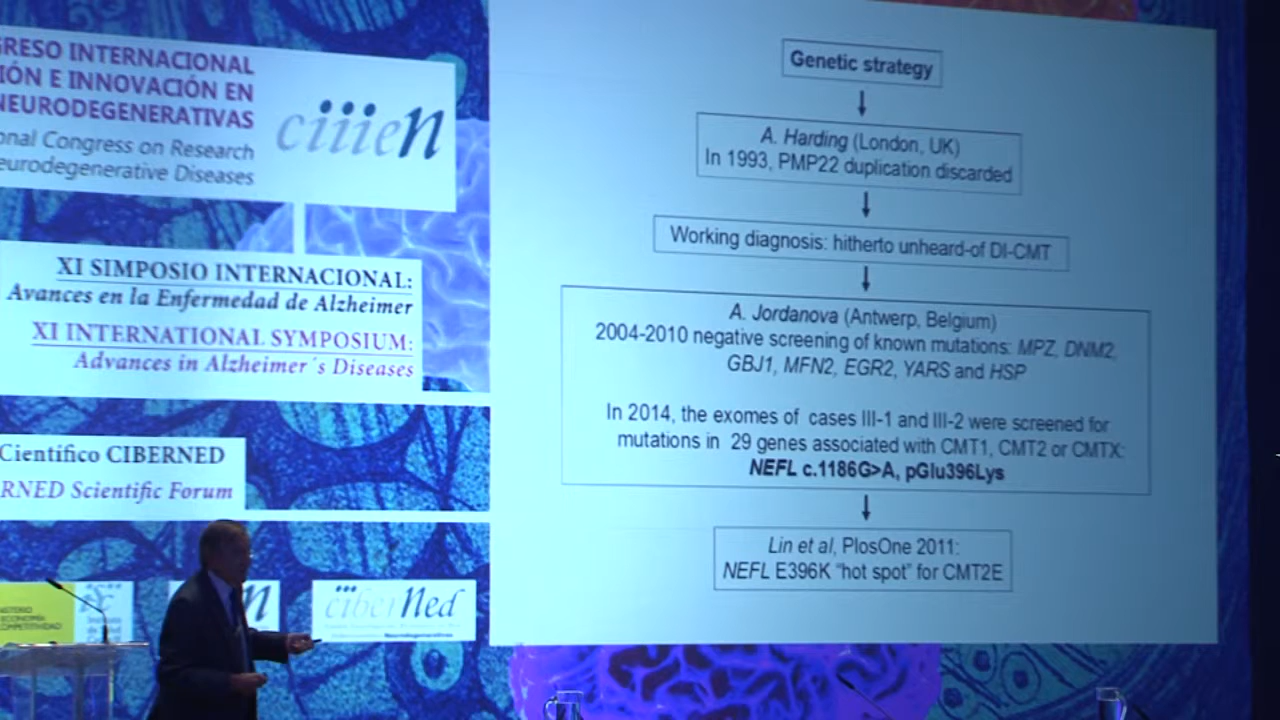 GRESO INTERNACIONAL
IÓN E INNOVACIÓN EN
NEURODEGENERATIVAS
onal Congress on Research
eurodegenerative Diseases
ciiien
XI SIMPOSIO INTERNACIONAL:
Avances en la Enfermedad de Alzheimer
XI INTERNATIONAL SYMPOSIUM:
Advances in Alzheimer´s Diseases
Científico CIBERNED
RNED Scientific Forum
ciberned
Genetic strategy
A. Harding (London, UK)
In 1993, PMP22 duplication discarded
Working diagnosis: hitherto unheard-of DI-CMT
A. Jordanova (Antwerp, Belgium)
2004-2010 negative screening of known mutations: MPZ, DNM2,
GBJ1, MFN2, EGR2, YARS and HSP
In 2014, the exomes of cases III-1 and III-2 were screened for
mutations in 29 genes associated with CMT1, CMT2 or CMTX:
NEFL c.1186G>A, pGlu396Lys
Lin et al, PlosOne 2011:
NEFL E396K "hot spot" for CMT2E